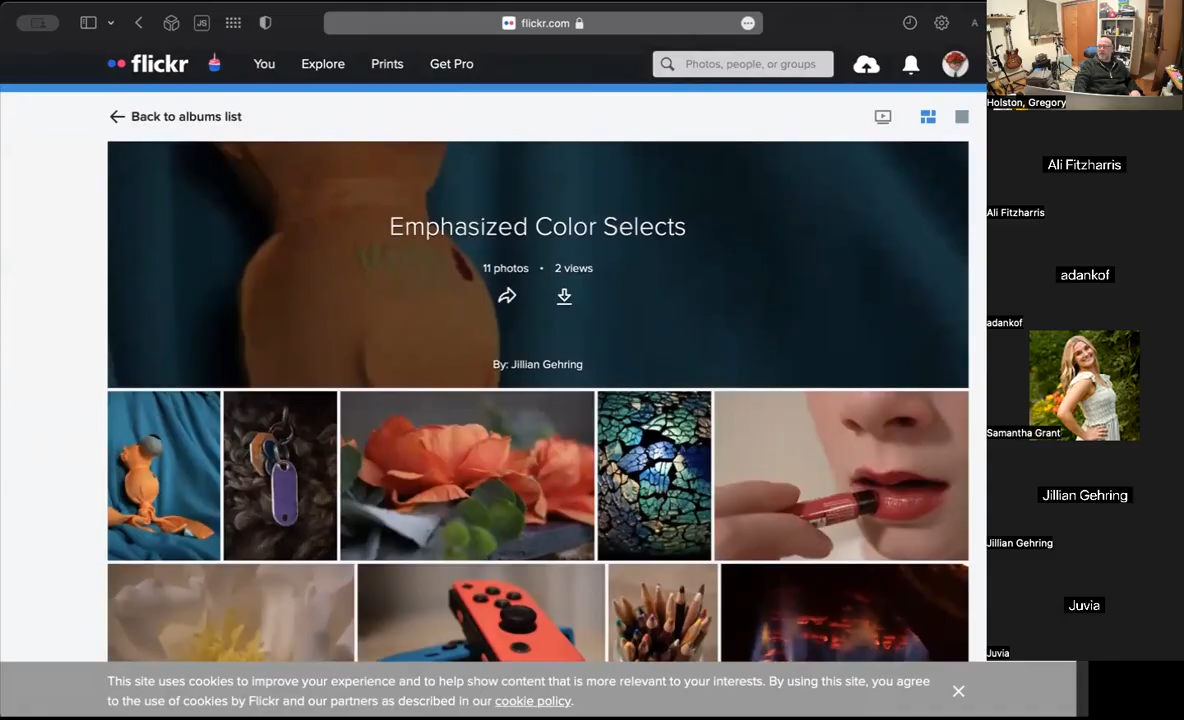 JS
flickr.com
A
flickr
You
Explore
Prints
Get Pro
Photos, people, or groups
Back to albums list
Emphasized Color Selects
11 photos • 2 views
By: Jillian Gehring
This site uses cookies to improve your experience and to help show content that is more relevant to your interests. By using this site, you agree
to the use of cookies by Flickr and our partners as described in our cookie policy.
Holston, Gregory
Ali Fitzharris
Ali Fitzharris
adankof
adankof
Samantha Grant
Jillian Gehring
Jillian Gehring
Juvia
Juvia